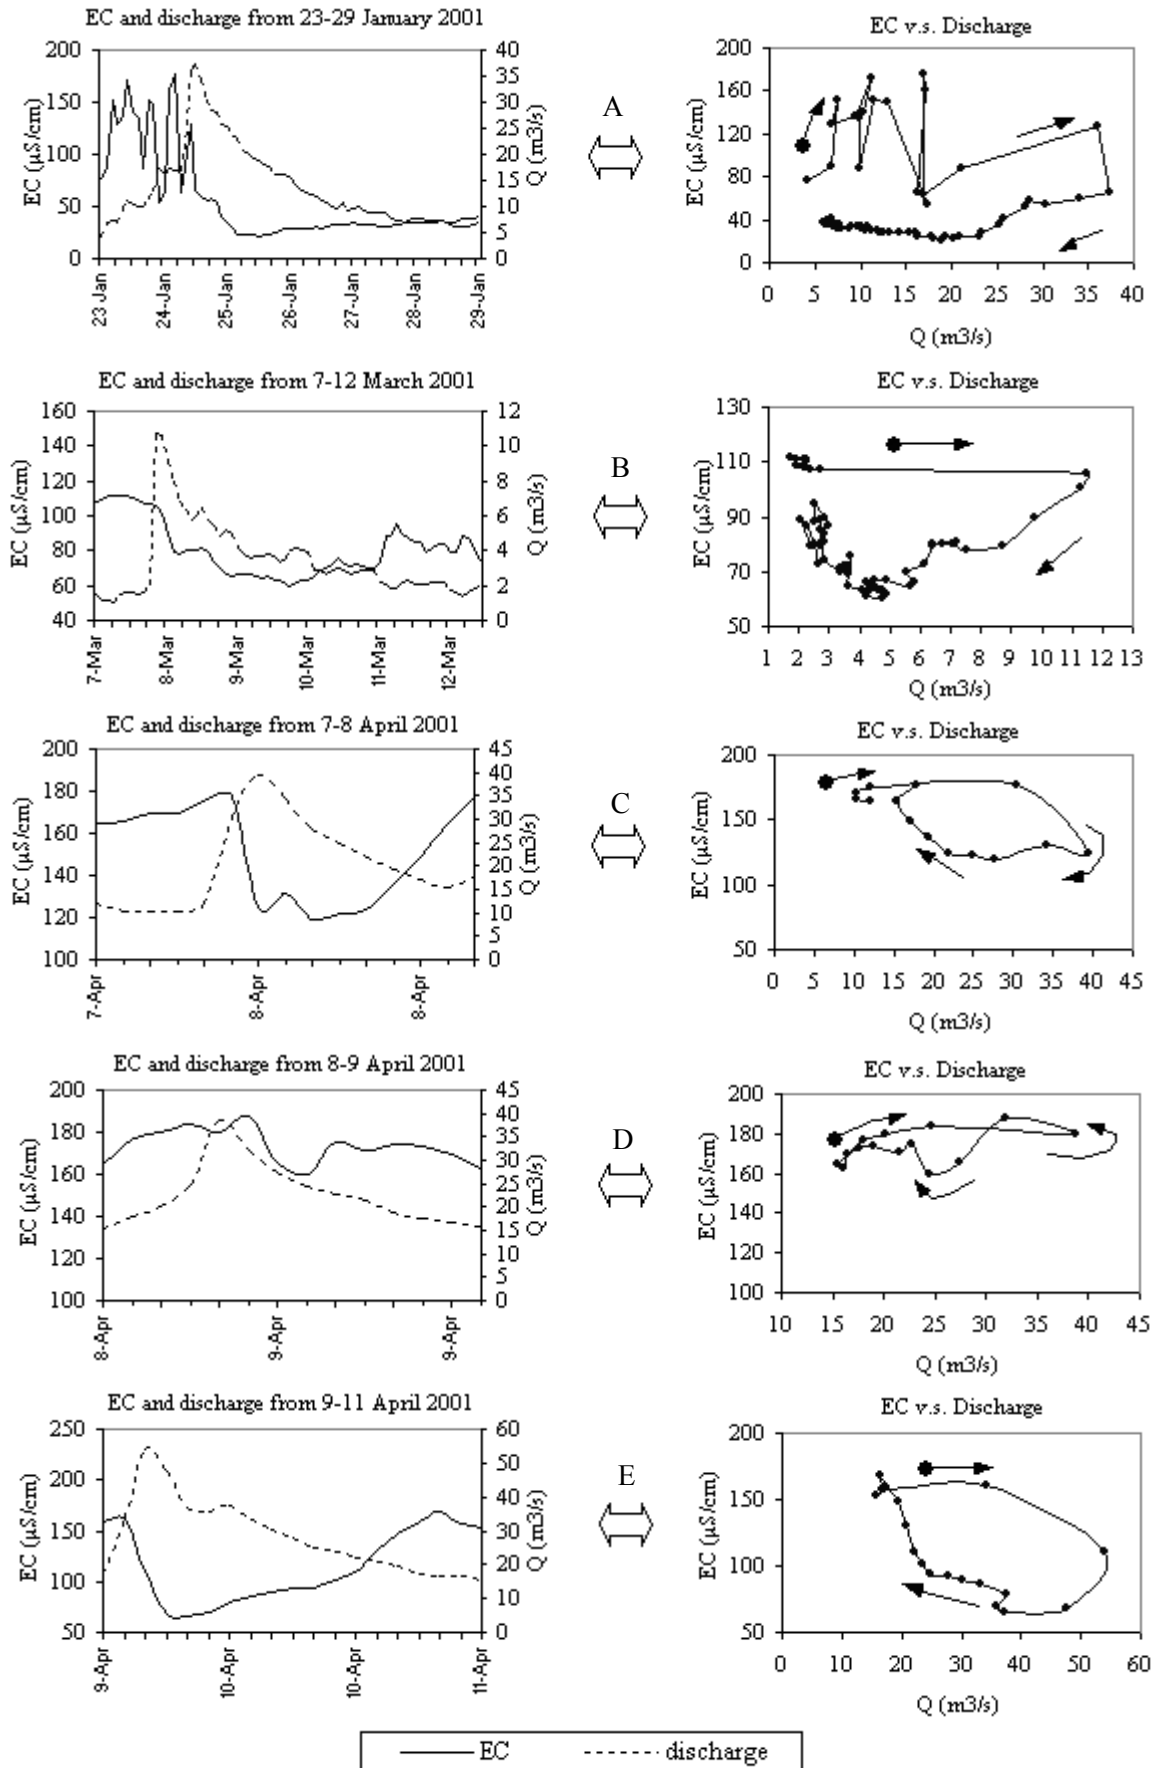 EC and discharge from 23-29 January 2001
200
150
100
50
0
EC (µS/cm)
40
35
30
25
20
15
10
5
0
Q (m3/s)
23-Jan
24-Jan
25-Jan
26-Jan
27-Jan
28-Jan
29-Jan
A
EC v.s. Discharge
200
160
120
80
40
0
EC (µS/cm)
0 5 10 15 20 25 30 35 40
Q (m3/s)
EC and discharge from 7-12 March 2001
160
140
120
100
80
60
40
EC (µS/cm)
12
10
8
6
4
2
0
Q (m3/s)
7-Mar
8-Mar
9-Mar
10-Mar
11-Mar
12-Mar
B
EC v.s. Discharge
130
110
90
70
50
EC (µS/cm)
1 2 3 4 5 6 7 8 9 10 11 12 13
Q (m3/s)
EC and discharge from 7-8 April 2001
200
180
160
140
120
100
EC (µS/cm)
45
40
35
30
25
20
15
10
5
0
Q (m3/s)
7-Apr
8-Apr
8-Apr
C
EC v.s. Discharge
200
150
100
50
EC (µS/cm)
0 5 10 15 20 25 30 35 40 45
Q (m3/s)
EC and discharge from 8-9 April 2001
200
180
160
140
120
100
EC (µS/cm)
45
40
35
30
25
20
15
10
5
0
Q (m3/s)
8-Apr
9-Apr
9-Apr
D
EC v.s. Discharge
200
180
160
140
120
100
EC (µS/cm)
10 15 20 25 30 35 40 45
Q (m3/s)
EC and discharge from 9-11 April 2001
250
200
150
100
50
EC (µS/cm)
60
50
40
30
20
10
0
Q (m3/s)
9-Apr
10-Apr
10-Apr
11-Apr
E
EC v.s. Discharge
200
150
100
50
EC (µS/cm)
0 10 20 30 40 50 60
Q (m3/s)
EC discharge